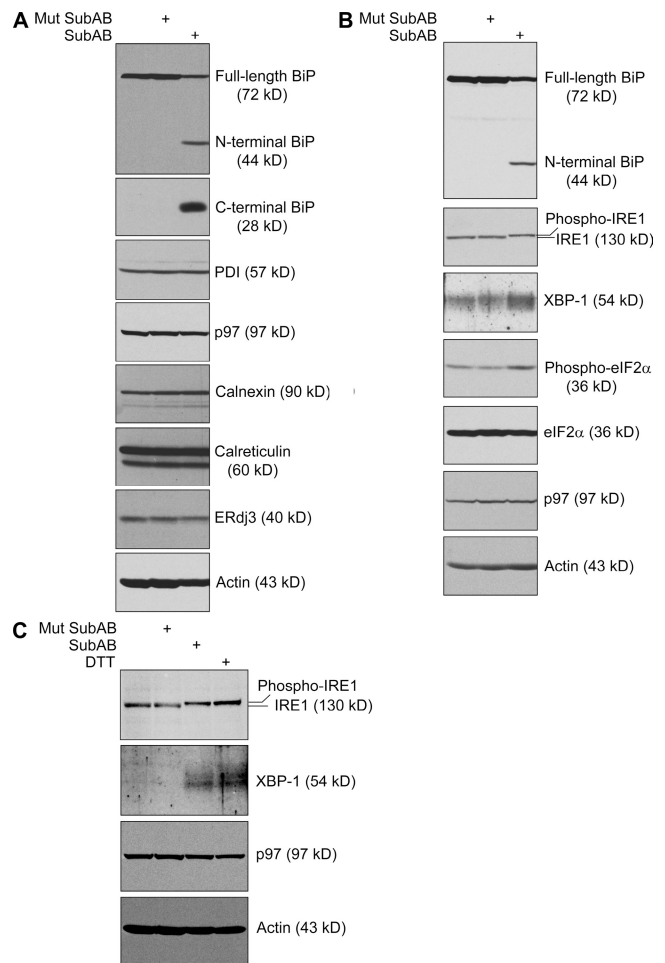 A
Mut SubAB +
SubAB +
Full-length BiP
(72 kD)
N-terminal BiP
(44 kD)
C-terminal BiP
(28 kD)
PDI (57 kD)
p97 (97 kD)
Calnexin (90 kD)
Calreticulin
(60 kD)
ERdj3 (40 kD)
Actin (43 kD)
B
Mut SubAB +
SubAB +
Full-length BiP
(72 kD)
N-terminal BiP
(44 kD)
Phospho-IRE1
IRE1 (130 kD)
XBP-1 (54 kD)
Phospho-eIF2α
(36 kD)
eIF2α (36 kD)
p97 (97 kD)
Actin (43 kD)
C
Mut SubAB +
SubAB +
DTT +
Phospho-IRE1
IRE1 (130 kD)
XBP-1 (54 kD)
p97 (97 kD)
Actin (43 kD)